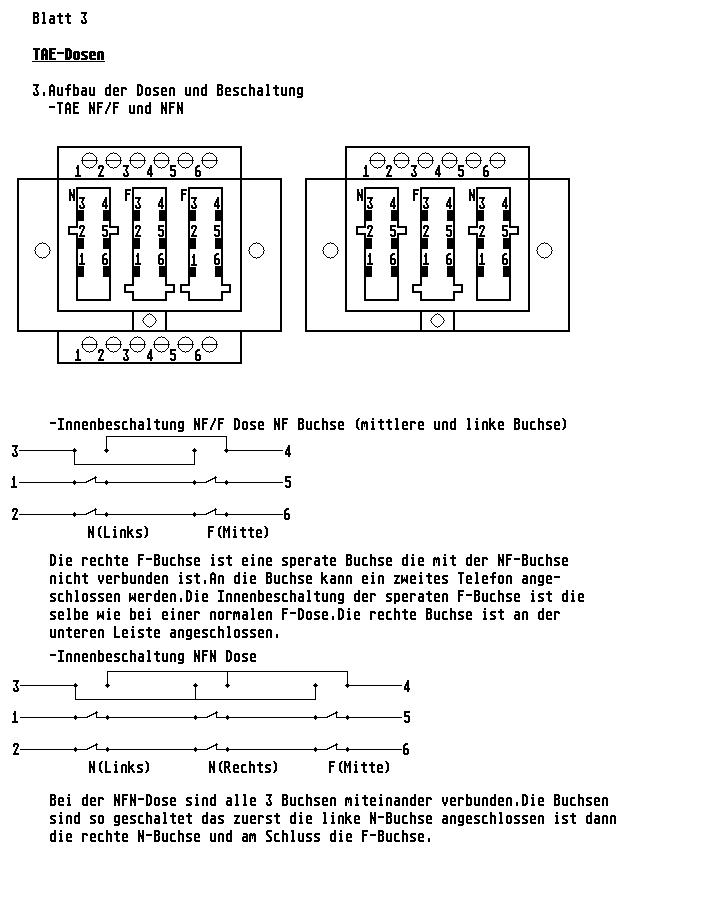 Blatt 3
TAE-Dosen
3.Aufbau der Dosen und Beschaltung
-TAE NF/F und NFN
1 2 3 4 5 6
1 2 3 4 5 6
N 3 4 F 3 4 F 3 4
N 3 4 F 3 4 N 3 4
2 5 2 5 2 5
2 5 2 5 2 5
1 6 1 6 1 6
1 6 1 6 1 6
1 2 3 4 5 6
-Innenbeschaltung NF/F Dose NF Buchse (mittlere und linke Buchse)
3 4
1 5
2 6
N(Links) F(Mitte)
Die rechte F-Buchse ist eine sperate Buchse die mit der NF-Buchse
nicht verbunden ist.An die Buchse kann ein zweites Telefon ange-
schlossen werden.Die Innenbeschaltung der speraten F-Buchse ist die
selbe wie bei einer normalen F-Dose.Die rechte Buchse ist an der
unteren Leiste angeschlossen.
-Innenbeschaltung NFN Dose
3 4
1 5
2 6
N(Links) N(Rechts) F(Mitte)
Bei der NFN-Dose sind alle 3 Buchsen miteinander verbunden.Die Buchsen
sind so geschaltet das zuerst die linke N-Buchse angeschlossen ist dann
die rechte N-Buchse und am Schluss die F-Buchse.